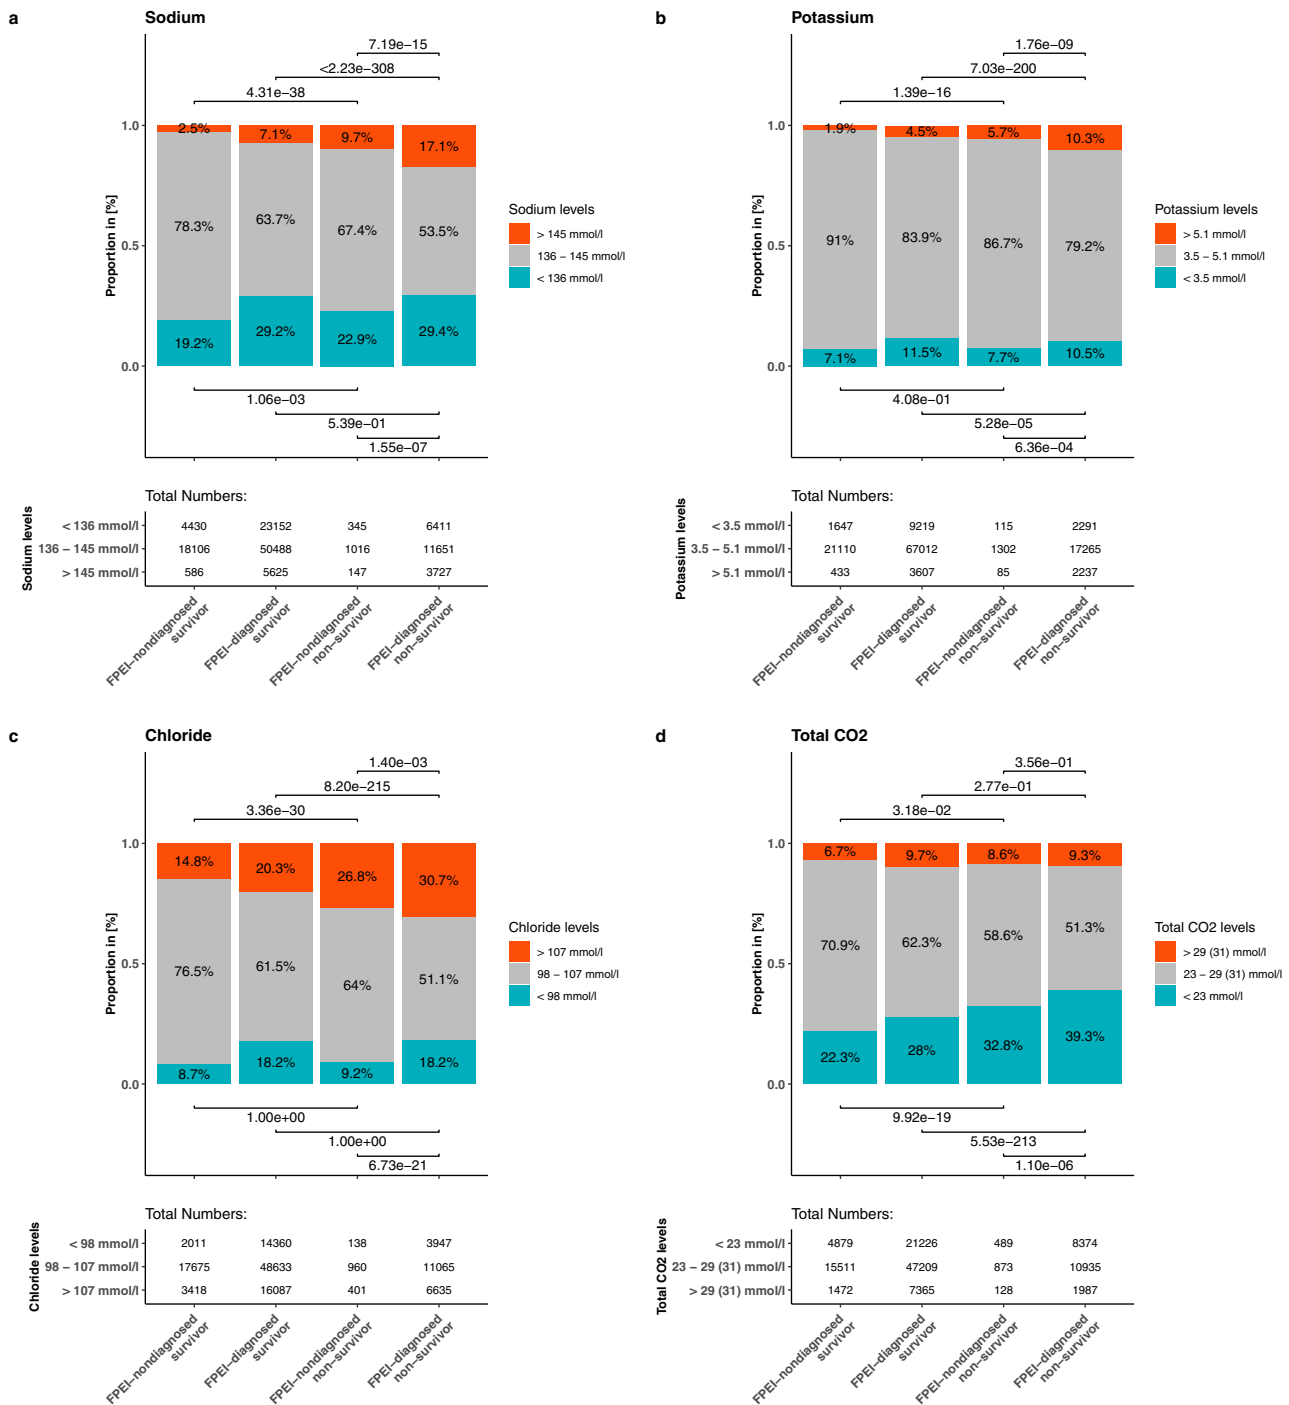 a
Sodium
7.19e−15
<2.23e−308
4.31e−38
1.0
0.5
0.0
Proportion in [%]
2.5%
7.1%
9.7%
17.1%
78.3%
63.7%
67.4%
53.5%
19.2%
29.2%
22.9%
29.4%
1.06e−03
5.39e−01
1.55e−07
Sodium levels
> 145 mmol/l
136 − 145 mmol/l
< 136 mmol/l
Total Numbers:
Sodium levels
< 136 mmol/l 4430 23152 345 6411
136 − 145 mmol/l 18106 50488 1016 11651
> 145 mmol/l 586 5625 147 3727
FPEI−nondiagnosed
survivor
FPEI−diagnosed
survivor
FPEI−nondiagnosed
non−survivor
FPEI−diagnosed
non−survivor
b
Potassium
1.76e−09
7.03e−200
1.39e−16
1.0
0.5
0.0
Proportion in [%]
1.9%
4.5%
5.7%
10.3%
91%
83.9%
86.7%
79.2%
7.1%
11.5%
7.7%
10.5%
4.08e−01
5.28e−05
6.36e−04
Potassium levels
> 5.1 mmol/l
3.5 − 5.1 mmol/l
< 3.5 mmol/l
Total Numbers:
Potassium levels
< 3.5 mmol/l 1647 9219 115 2291
3.5 − 5.1 mmol/l 21110 67012 1302 17265
> 5.1 mmol/l 433 3607 85 2237
FPEI−nondiagnosed
survivor
FPEI−diagnosed
survivor
FPEI−nondiagnosed
non−survivor
FPEI−diagnosed
non−survivor
c
Chloride
1.40e−03
8.20e−215
3.36e−30
1.0
0.5
0.0
Proportion in [%]
14.8%
20.3%
26.8%
30.7%
76.5%
61.5%
64%
51.1%
8.7%
18.2%
9.2%
18.2%
1.00e+00
1.00e+00
6.73e−21
Chloride levels
> 107 mmol/l
98 − 107 mmol/l
< 98 mmol/l
Total Numbers:
Chloride levels
< 98 mmol/l 2011 14360 138 3947
98 − 107 mmol/l 17675 48633 960 11065
> 107 mmol/l 3418 16087 401 6635
FPEI−nondiagnosed
survivor
FPEI−diagnosed
survivor
FPEI−nondiagnosed
non−survivor
FPEI−diagnosed
non−survivor
d
Total CO2
3.56e−01
2.77e−01
3.18e−02
1.0
0.5
0.0
Proportion in [%]
6.7%
9.7%
8.6%
9.3%
70.9%
62.3%
58.6%
51.3%
22.3%
28%
32.8%
39.3%
9.92e−19
5.53e−213
1.10e−06
Total CO2 levels
> 29 (31) mmol/l
23 − 29 (31) mmol/l
< 23 mmol/l
Total Numbers:
Total CO2 levels
< 23 mmol/l 4879 21226 489 8374
23 − 29 (31) mmol/l 15511 47209 873 10935
> 29 (31) mmol/l 1472 7365 128 1987
FPEI−nondiagnosed
survivor
FPEI−diagnosed
survivor
FPEI−nondiagnosed
non−survivor
FPEI−diagnosed
non−survivor